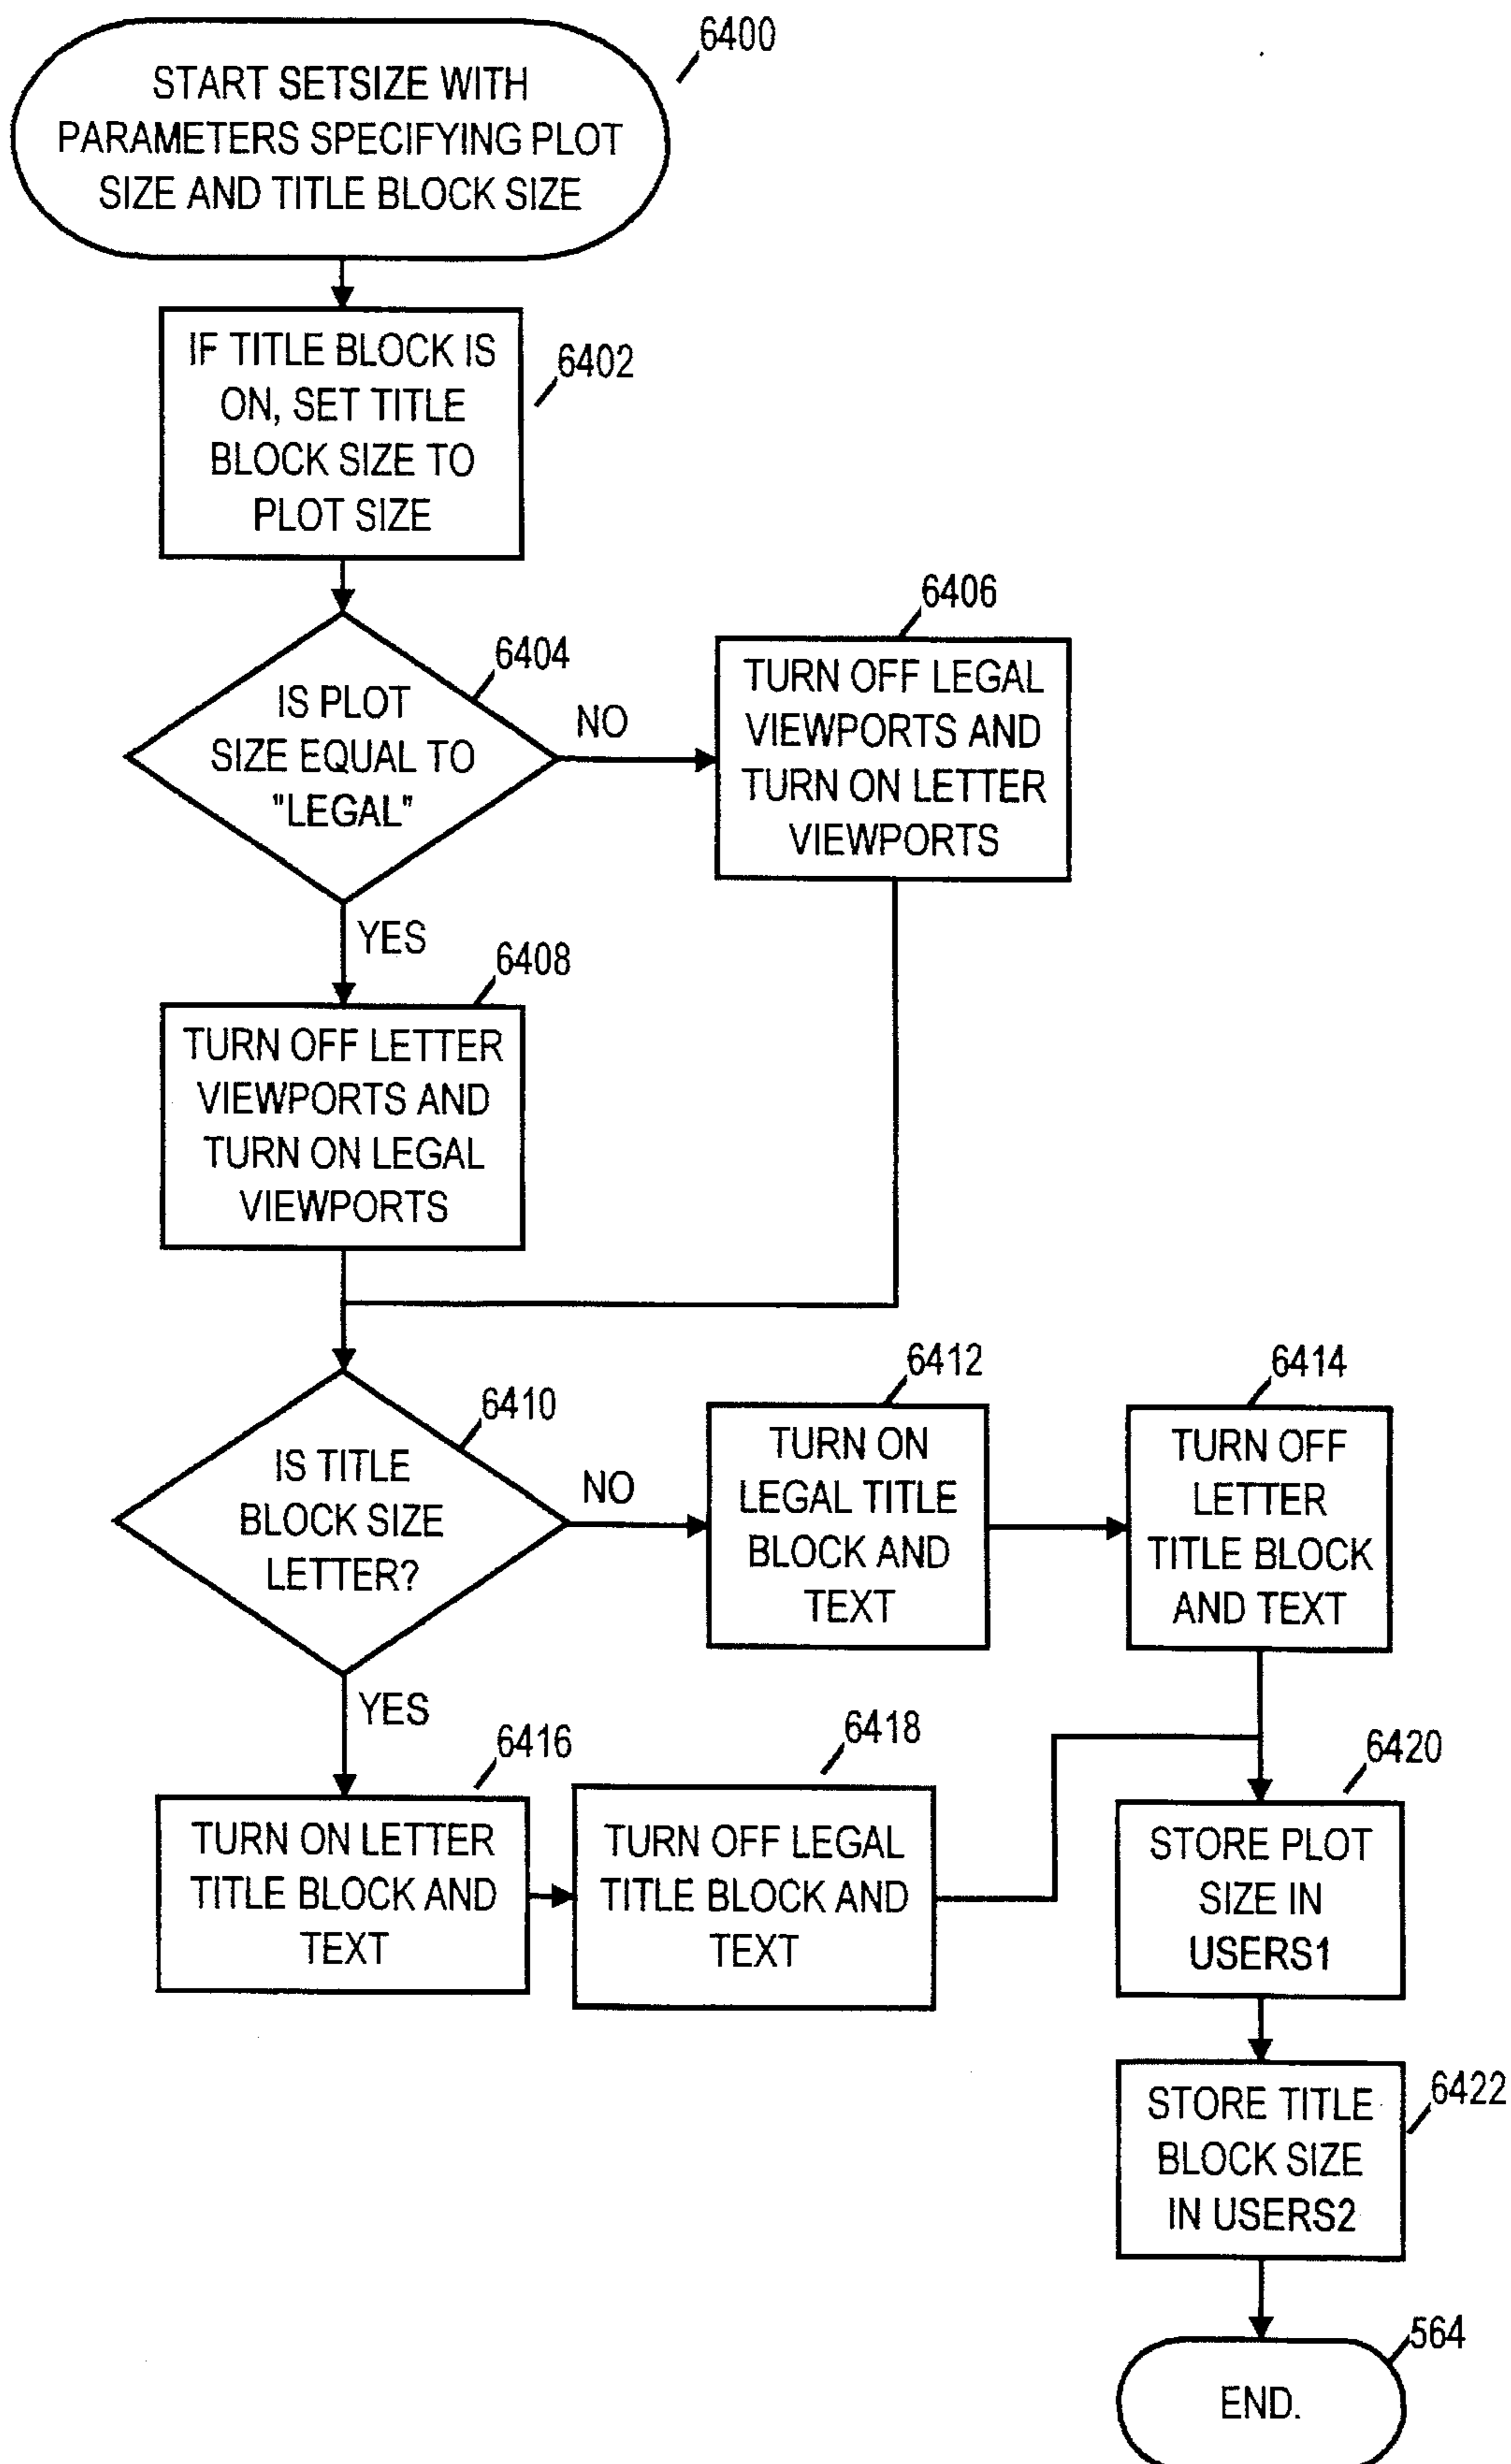 6400
START SETSIZE WITH
PARAMETERS SPECIFYING PLOT
SIZE AND TITLE BLOCK SIZE
6402
IF TITLE BLOCK IS
ON, SET TITLE
BLOCK SIZE TO
PLOT SIZE
6404
IS PLOT
SIZE EQUAL TO
"LEGAL"
NO
6406
TURN OFF LEGAL
VIEWPORTS AND
TURN ON LETTER
VIEWPORTS
YES
6408
TURN OFF LETTER
VIEWPORTS AND
TURN ON LEGAL
VIEWPORTS
6410
IS TITLE
BLOCK SIZE
LETTER?
NO
6412
TURN ON
LEGAL TITLE
BLOCK AND
TEXT
6414
TURN OFF
LETTER
TITLE BLOCK
AND TEXT
YES
6416
TURN ON LETTER
TITLE BLOCK AND
TEXT
6418
TURN OFF LEGAL
TITLE BLOCK AND
TEXT
6420
STORE PLOT
SIZE IN
USERS1
6422
STORE TITLE
BLOCK SIZE
IN USERS2
564
END.